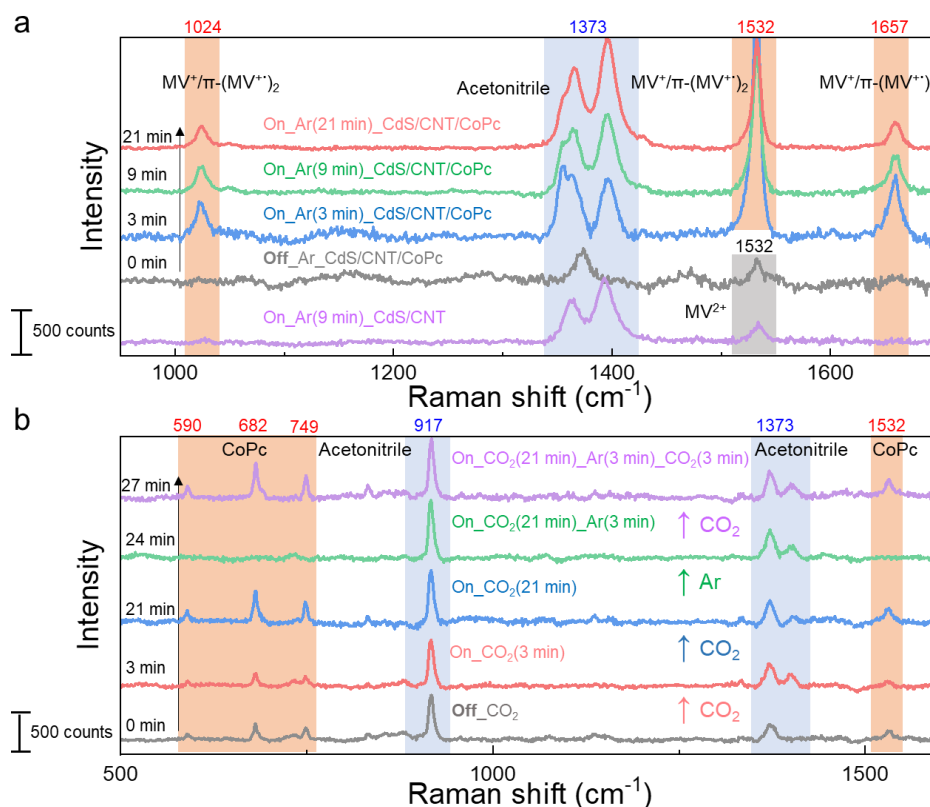 a
1024
1373
1532
1657
MV⁺/π-(MV⁺˙)₂
Acetonitrile
MV⁺/π-(MV⁺˙)₂
MV⁺/π-(MV⁺˙)
21 min
On_Ar(21 min)_CdS/CNT/CoPc
9 min
On_Ar(9 min)_CdS/CNT/CoPc
3 min
On_Ar(3 min)_CdS/CNT/CoPc
0 min
Off_Ar_CdS/CNT/CoPc
1532
MV²⁺
On_Ar(9 min)_CdS/CNT
500 counts
Intensity
1000
1200
1400
1600
Raman shift (cm⁻¹)
b
590
682
749
917
1373
1532
CoPc
Acetonitrile
Acetonitrile
CoPc
27 min
On_CO₂(21 min)_Ar(3 min)_CO₂(3 min)
↑ CO₂
24 min
On_CO₂(21 min)_Ar(3 min)
↑ Ar
21 min
On_CO₂(21 min)
↑ CO₂
3 min
On_CO₂(3 min)
↑ CO₂
0 min
Off_CO₂
500 counts
Intensity
500
1000
1500
Raman shift (cm⁻¹)